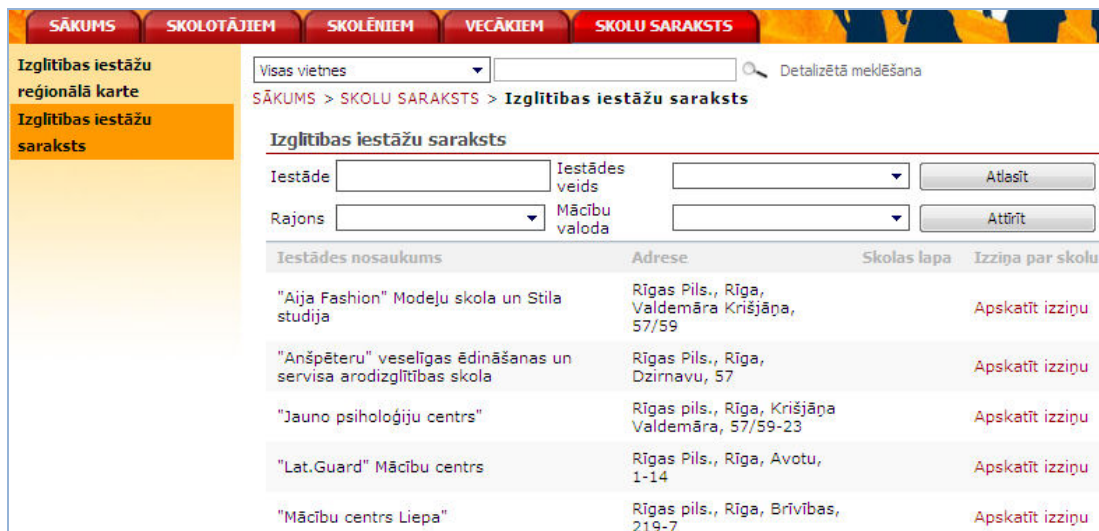 SĀKUMS SKOLOTĀJIEM SKOLĒNIEM VECĀKIEM SKOLU SARAKSTS
Izglītības iestāžu
reģionālā karte
Izglītības iestāžu
saraksts
Visas vietnes Detalizētā meklēšana
SĀKUMS > SKOLU SARAKSTS > Izglītības iestāžu saraksts
Izglītības iestāžu saraksts
Iestāde Iestādes
veids Atlasīt
Rajons Mācību
valoda Attīrīt
Iestādes nosaukums Adrese Skolas lapa Izziņa par skolu
"Aija Fashion" Modeļu skola un Stila
studija
Rīgas Pils., Rīga,
Valdemāra Krišjāņa,
57/59
Apskatīt izziņu
"Anšpēteru" veselīgas ēdināšanas un
servisa arodizglītības skola
Rīgas Pils., Rīga,
Dzirnavu, 57
Apskatīt izziņu
"Jauno psiholoģiju centrs"
Rīgas pils., Rīga, Krišjāņa
Valdemāra, 57/59-23
Apskatīt izziņu
"Lat.Guard" Mācību centrs
Rīgas Pils., Rīga, Avotu,
1-14
Apskatīt izziņu
"Mācību centrs Liepa"
Rīgas pils., Rīga, Brīvības,
219-7
Apskatīt izziņu